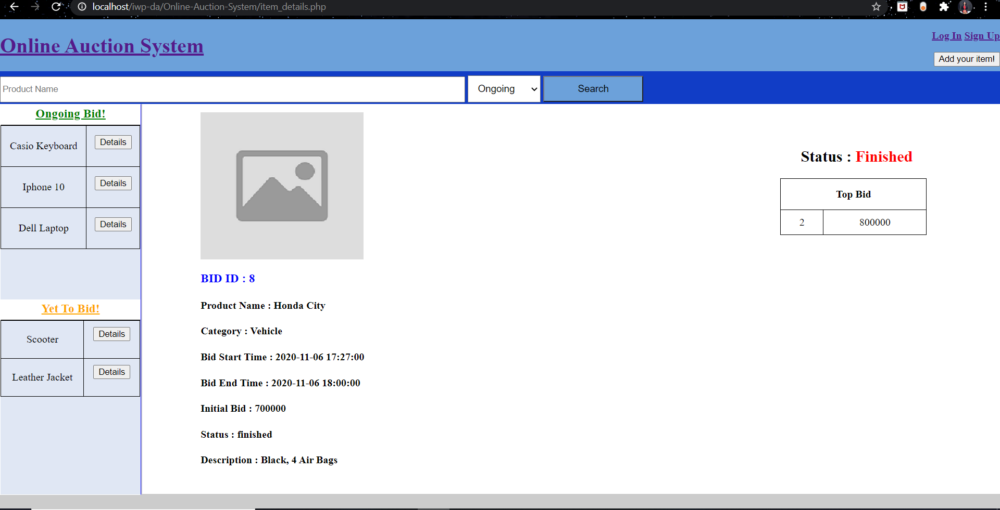 localhost/iwp-da/Online-Auction-System/item_details.php
Online Auction System
Log In Sign Up
Add your item!
Product Name
Ongoing
Search
Ongoing Bid!
Casio Keyboard Details
Iphone 10 Details
Dell Laptop Details
Yet To Bid!
Scooter Details
Leather Jacket Details
BID ID : 8
Product Name : Honda City
Category : Vehicle
Bid Start Time : 2020-11-06 17:27:00
Bid End Time : 2020-11-06 18:00:00
Initial Bid : 700000
Status : finished
Description : Black, 4 Air Bags
Status : Finished
Top Bid
2 800000